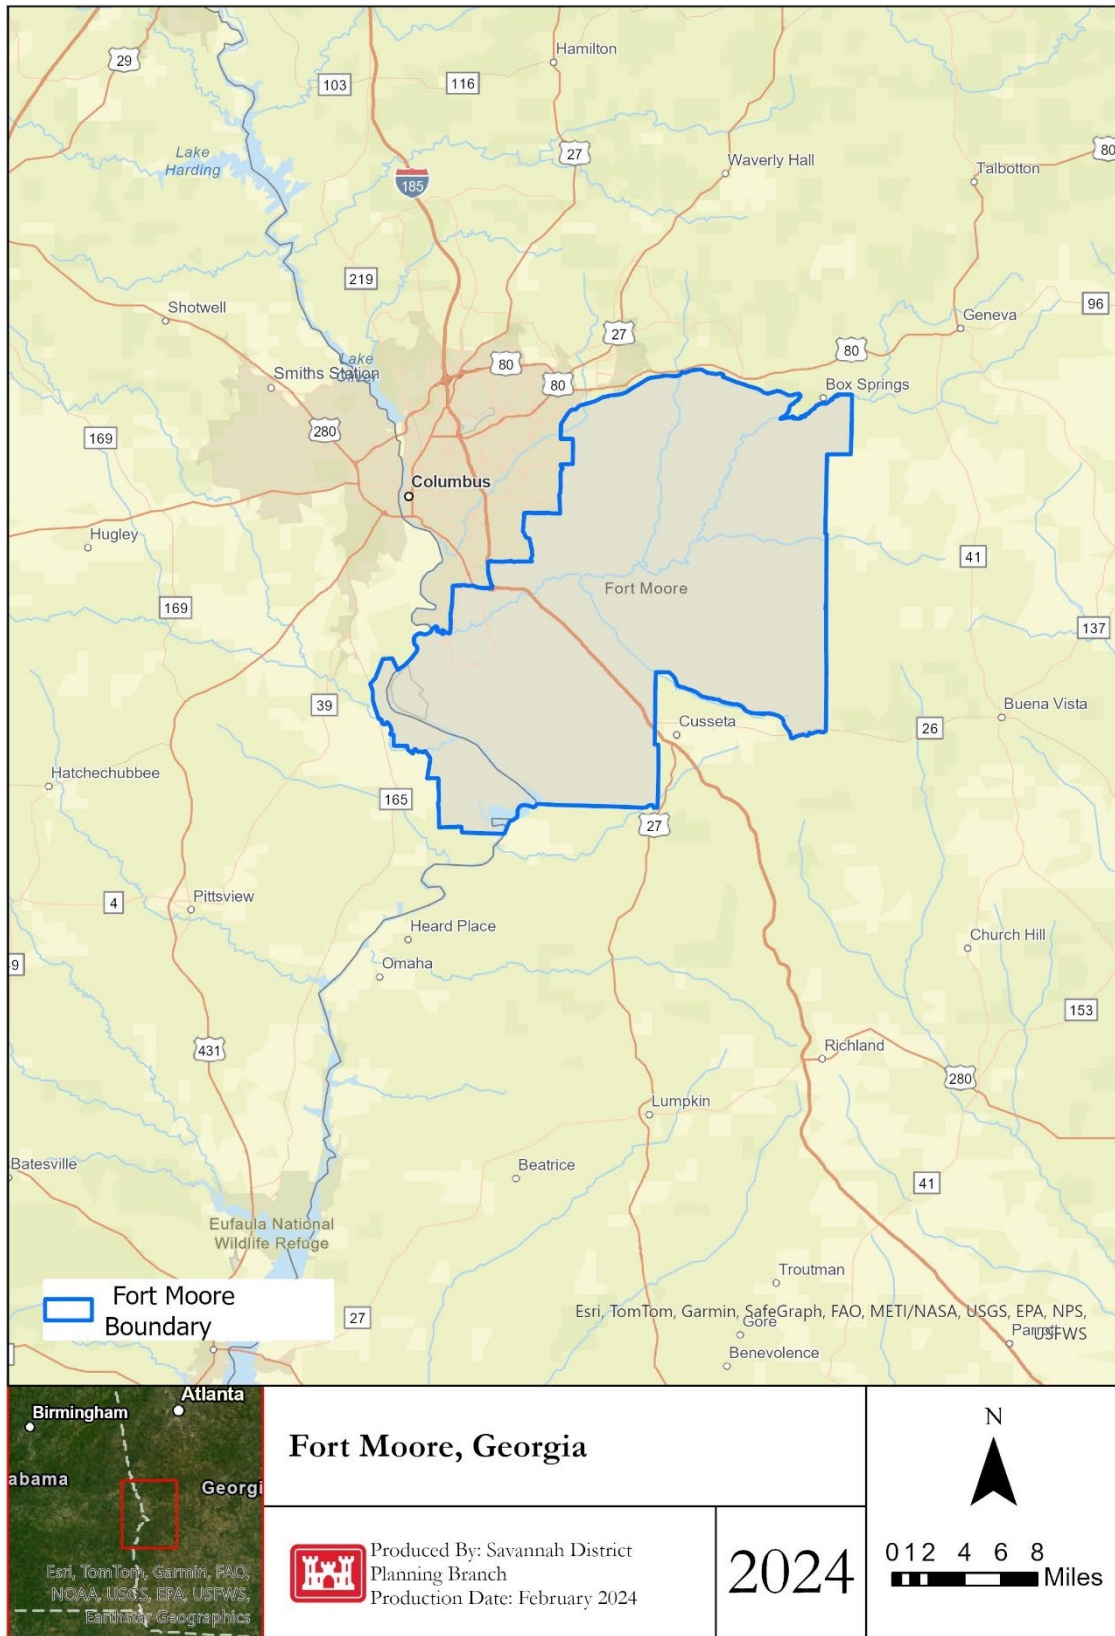 Hamilton
29
103
116
27
80
Lake
Harding
Waverly Hall
Talbotton
185
219
96
Shotwell
Geneva
27
80
80
Lake
80
Smiths Station
Box Springs
280
169
Columbus
Hugley
41
Fort Moore
169
137
39
Buena Vista
Cusseta
26
Hatchechubbee
165
27
4
Pittsview
Heard Place
Church Hill
Omaha
153
431
Richland
280
Lumpkin
Batesville
Beatrice
41
Eufaula National
Wildlife Refuge
Troutman
Fort Moore
Boundary
27
Esri, TomTom, Garmin, SafeGraph, FAO, METI/NASA, USGS, EPA, NPS,
USFWS
Gore
Benevolence
Atlanta
Birmingham
abama
Georgi
Esri, TomTom, Garmin, FAO,
NOAA, USGS, EPA, USFWS,
Earthstar Geographics
Fort Moore, Georgia
Produced By: Savannah District
Planning Branch
Production Date: February 2024
2024
N
0 1 2 4 6 8
Miles